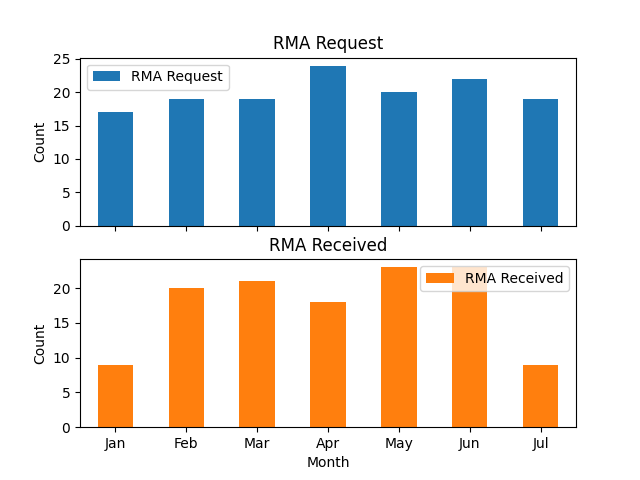 RMA Request
RMA Request
25
20
15
10
5
0
Count
RMA Received
RMA Received
20
15
10
5
0
Count
Jan Feb Mar Apr May Jun Jul
Month